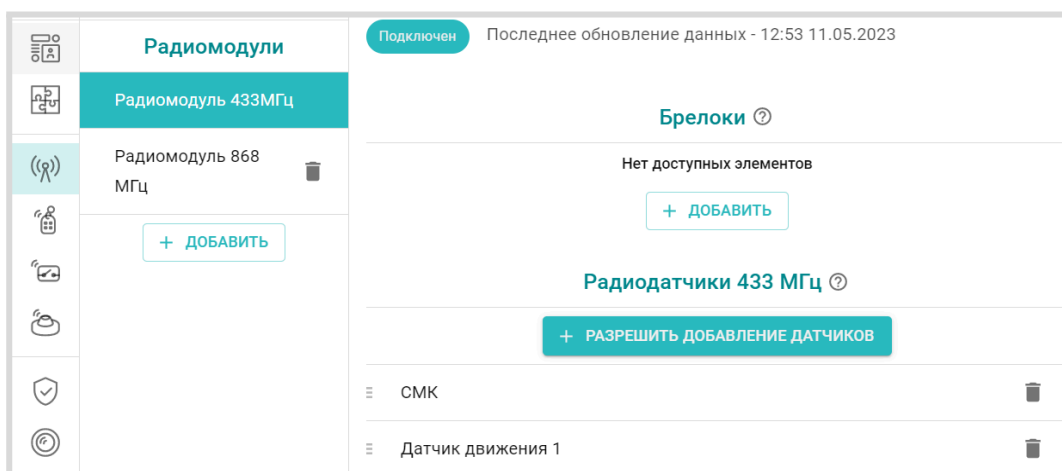 Радиомодули
Радиомодуль 433МГц
Радиомодуль 868
МГц
+ ДОБАВИТЬ
Подключен
Последнее обновление данных - 12:53 11.05.2023
Брелоки ?
Нет доступных элементов
+ ДОБАВИТЬ
Радиодатчики 433 МГц ?
+ РАЗРЕШИТЬ ДОБАВЛЕНИЕ ДАТЧИКОВ
СМК
Датчик движения 1